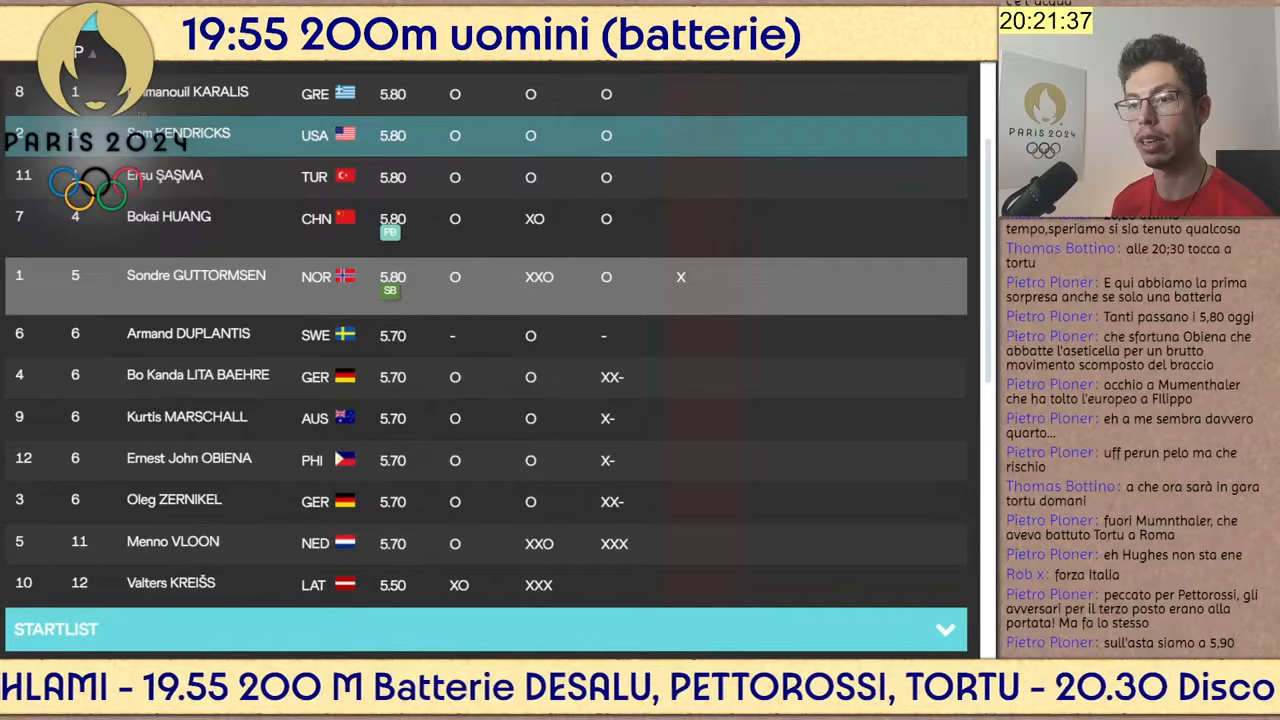 19:55 200m uomini (batterie)
20:21:37
P
PARIS 2024
PARIS 2024
8 1 Emmanouil KARALIS GRE 5.80 O O O
2 1 Sam KENDRICKS USA 5.80 O O O
11 Ersu ŞAŞMA TUR 5.80 O O O
7 4 Bokai HUANG CHN 5.80 O XO O
PB
1 5 Sondre GUTTORMSEN NOR 5.80 O XXO O X
SB
6 6 Armand DUPLANTIS SWE 5.70 - O -
4 6 Bo Kanda LITA BAEHRE GER 5.70 O O XX-
9 6 Kurtis MARSCHALL AUS 5.70 O O X-
12 6 Ernest John OBIENA PHI 5.70 O O X-
3 6 Oleg ZERNIKEL GER 5.70 O O XX-
5 11 Menno VLOON NED 5.70 O XXO XXX
10 12 Valters KREIŠS LAT 5.50 XO XXX
STARTLIST
tempo,speriamo si sia tenuto qualcosa
Thomas Bottino: alle 20;30 tocca a
tortu
Pietro Ploner: E qui abbiamo la prima
sorpresa anche se solo una batteria
Pietro Ploner: Tanti passano i 5,80 oggi
Pietro Ploner: che sfortuna Obiena che
abbatte l'aseticella per un brutto
movimento scomposto del braccio
Pietro Ploner: occhio a Mumenthaler
che ha tolto l'europeo a FIlippo
Pietro Ploner: eh a me sembra davvero
quarto...
Pietro Ploner: uff perun pelo ma che
rischio
Thomas Bottino: a che ora sarà in gara
tortu domani
Pietro Ploner: fuori Mumnthaler, che
aveva battuto Tortu a Roma
Pietro Ploner: eh Hughes non sta ene
Rob x: forza Italia
Pietro Ploner: peccato per Pettorossi, gli
avversari per il terzo posto erano alla
portata! Ma fa lo stesso
Pietro Ploner: sull'asta siamo a 5,90
HLAMI - 19.55 200 M Batterie DESALU, PETTOROSSI, TORTU - 20.30 Disco